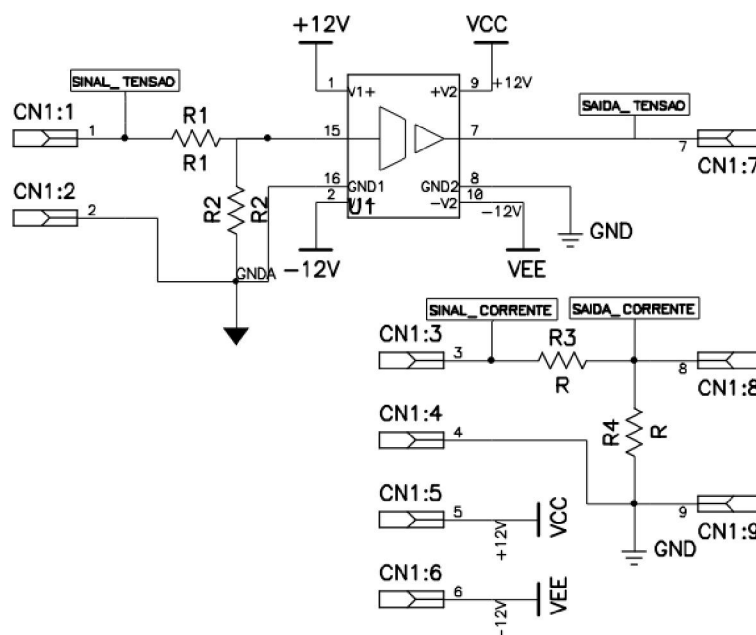 +12V
VCC
SINAL_TENSAO
1
V1+
+V2
9
+12V
SAIDA_TENSAO
CN1:1
1
R1
R1
15
7
7
CN1:7
CN1:2
2
R2
R2
16
GND1
GND2
8
2
U1
-V2
10
-12V
GND
GNDA
-12V
VEE
SINAL_CORRENTE
SAIDA_CORRENTE
CN1:3
3
R3
R
8
CN1:8
CN1:4
4
R4
R
CN1:5
5
+12V
VCC
9
CN1:9
GND
CN1:6
6
-12V
VEE